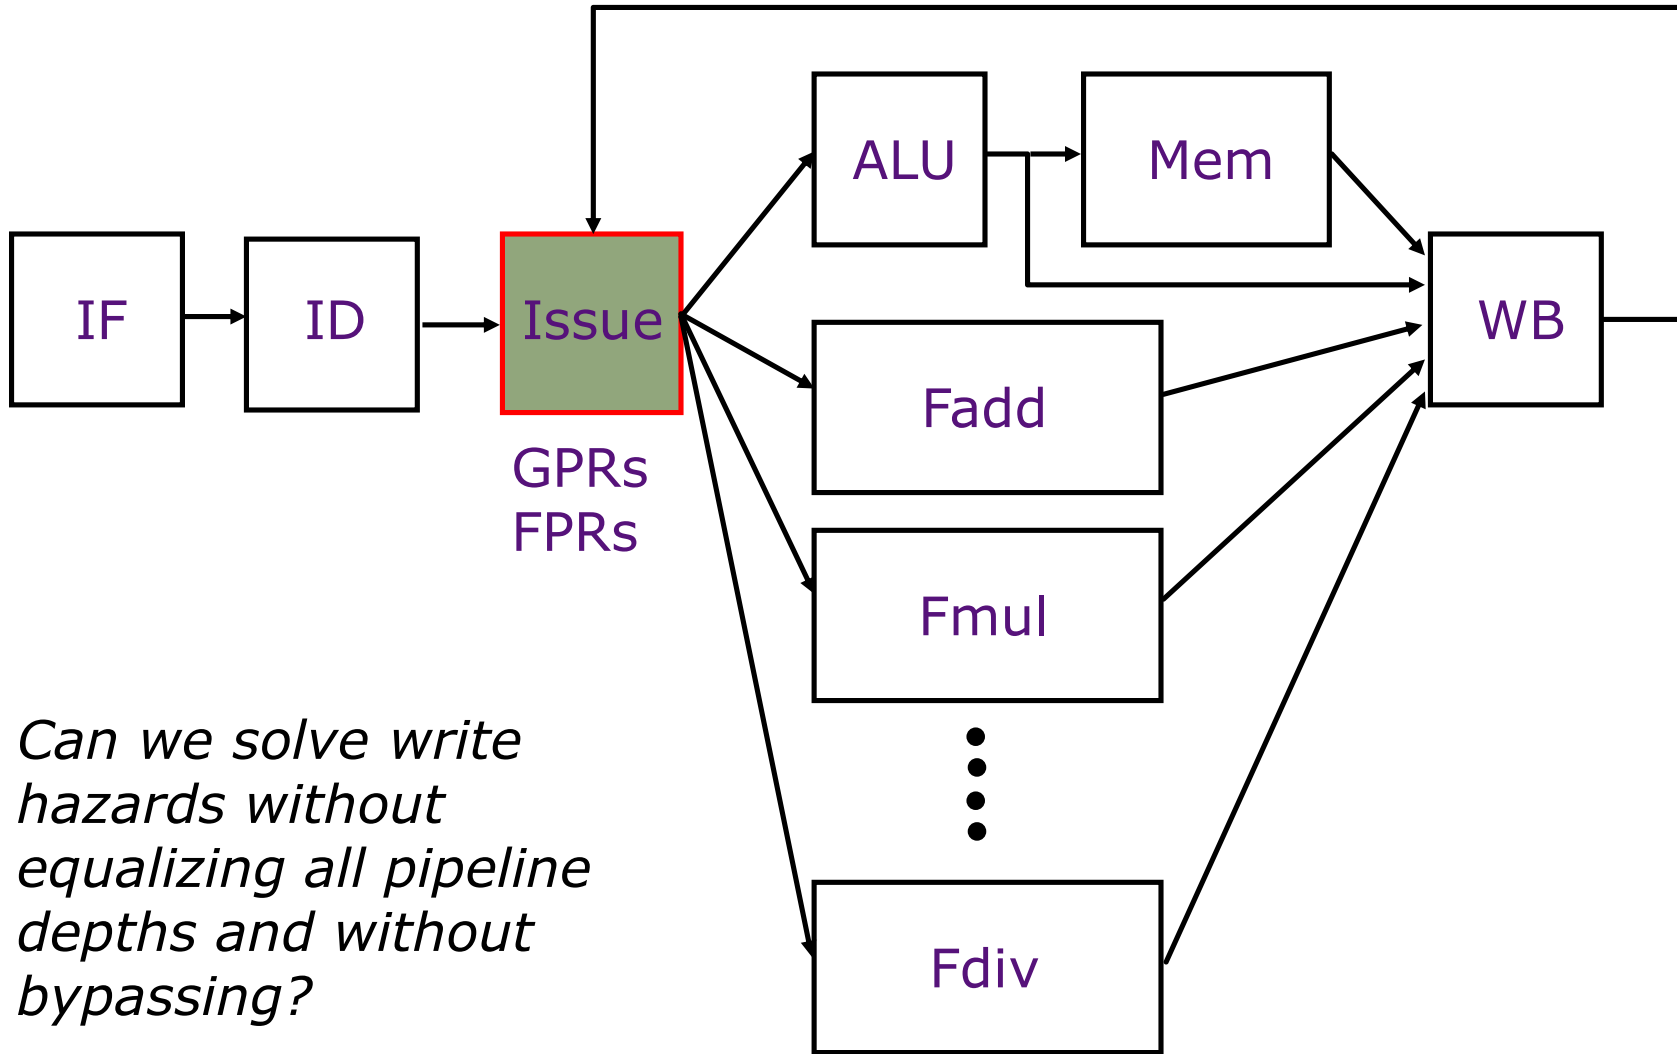 ALU
Mem
IF
ID
Issue
WB
GPRs
FPRs
Fadd
Fmul
Fdiv
Can we solve write
hazards without
equalizing all pipeline
depths and without
bypassing?